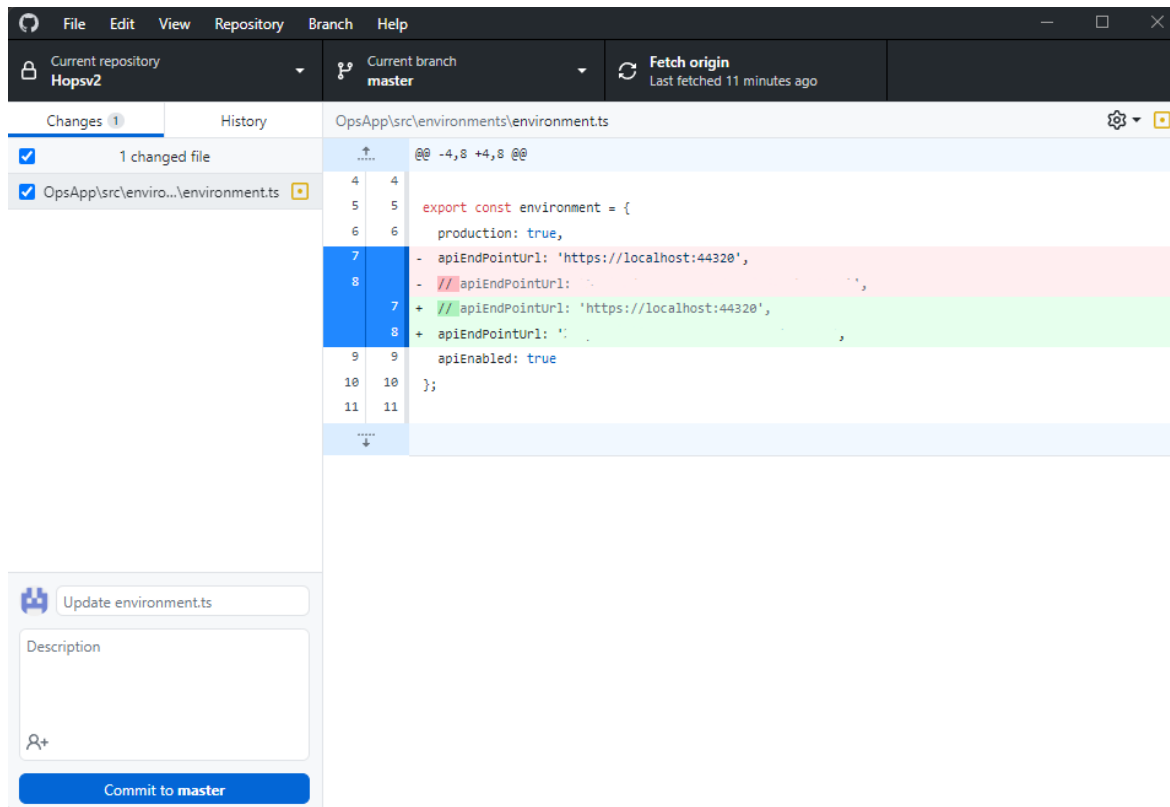 File Edit View Repository Branch Help
Current repository
Hopsv2
Current branch
master
Fetch origin
Last fetched 11 minutes ago
Changes 1
History
1 changed file
OpsApp\src\enviro...\environment.ts
OpsApp\src\environments\environment.ts
@@ -4,8 +4,8 @@
4 4
5 5 export const environment = {
6 6 production: true,
7 - apiEndPointUrl: 'https://localhost:44320',
8 - // apiEndPointUrl: ',
7 + // apiEndPointUrl: 'https://localhost:44320',
8 + apiEndPointUrl: ' ,
9 9 apiEnabled: true
10 10 };
11 11
Update environment.ts
Description
Commit to master